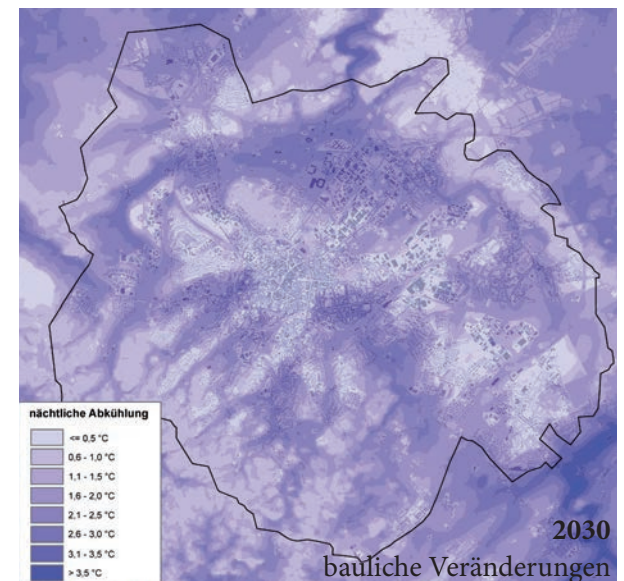 nächtliche Abkühlung
<= 0,5 °C
0,6 - 1,0 °C
1,1 - 1,5 °C
1,6 - 2,0 °C
2,1 - 2,5 °C
2,6 - 3,0 °C
3,1 - 3,5 °C
> 3,5 °C
2030
bauliche Veränderungen